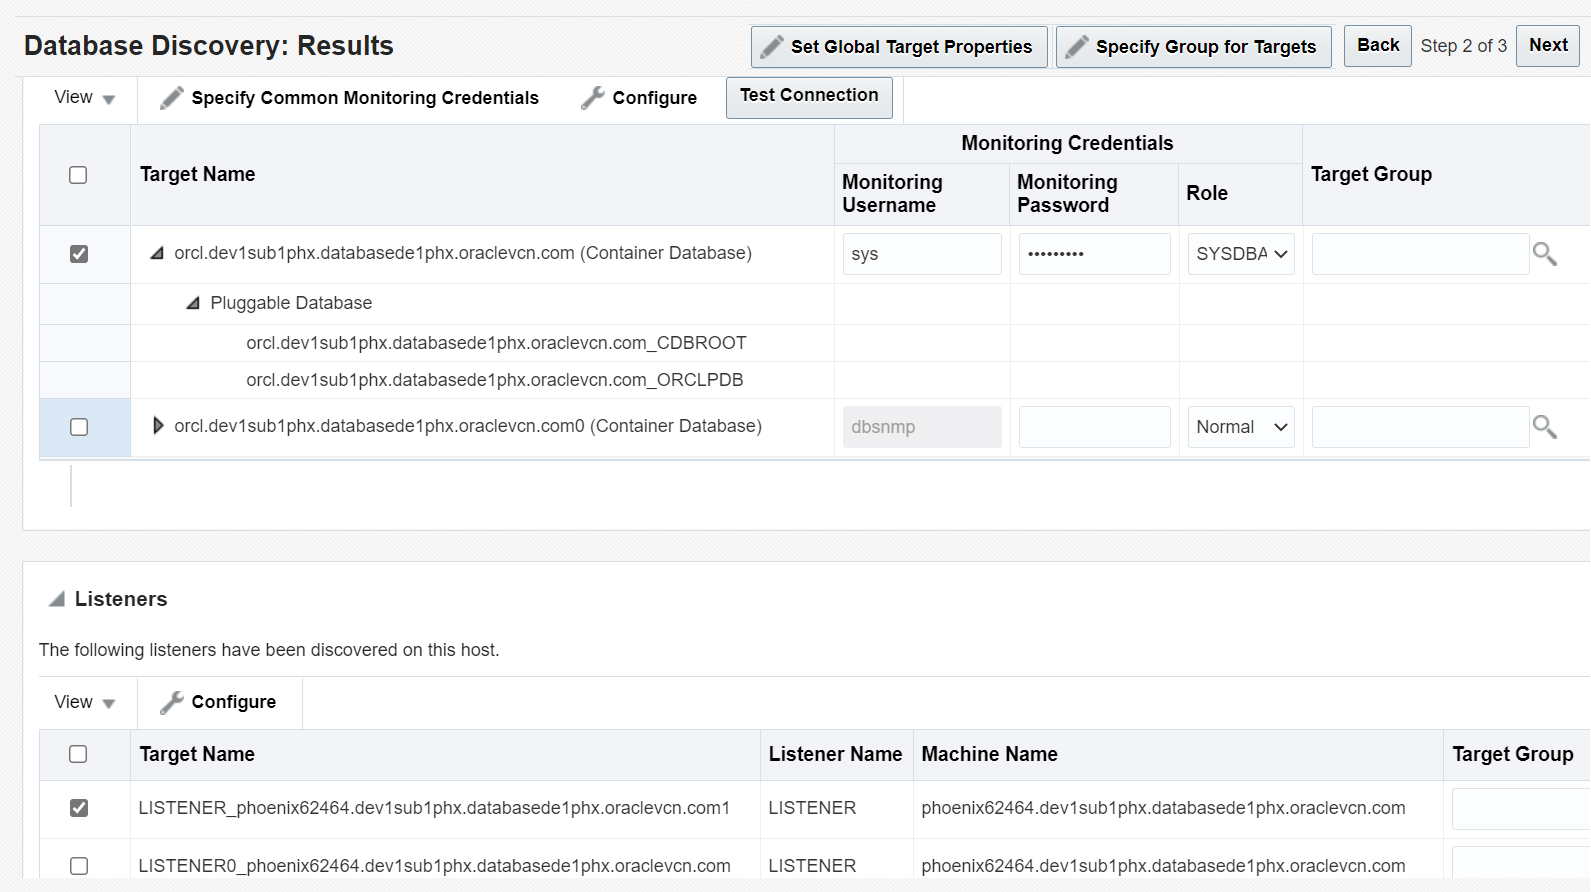 Database Discovery: Results
Set Global Target Properties
Specify Group for Targets
Back
Step 2 of 3
Next
View
Specify Common Monitoring Credentials
Configure
Test Connection
Target Name
Monitoring Credentials
Monitoring Username
Monitoring Password
Role
Target Group
orcl.dev1sub1phx.databasede1phx.oraclevcn.com (Container Database)
sys
•••••••••
SYSDBA
Pluggable Database
orcl.dev1sub1phx.databasede1phx.oraclevcn.com_CDBROOT
orcl.dev1sub1phx.databasede1phx.oraclevcn.com_ORCLPDB
orcl.dev1sub1phx.databasede1phx.oraclevcn.com0 (Container Database)
dbsnmp
Normal
Listeners
The following listeners have been discovered on this host.
View
Configure
Target Name
Listener Name
Machine Name
Target Group
LISTENER_phoenix62464.dev1sub1phx.databasede1phx.oraclevcn.com1
LISTENER
phoenix62464.dev1sub1phx.databasede1phx.oraclevcn.com
LISTENER0_phoenix62464.dev1sub1phx.databasede1phx.oraclevcn.com
LISTENER
phoenix62464.dev1sub1phx.databasede1phx.oraclevcn.com